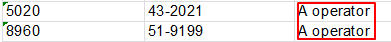 5020 43-2021 A operator
8960 51-9199 A operator